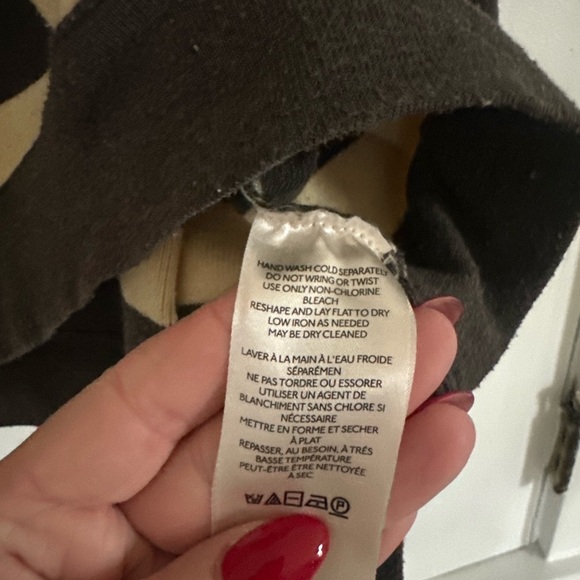 HAND WASH COLD SEPARATELY
DO NOT WRING OR TWIST
USE ONLY NON-CHLORINE
BLEACH
RESHAPE AND LAY FLAT TO DRY
LOW IRON AS NEEDED
MAY BE DRY CLEANED
LAVER À LA MAIN À L'EAU FROIDE
SÉPARÉMEN
NE PAS TORDRE OU ESSORER
UTILISER UN AGENT DE
BLANCHIMENT SANS CHLORE SI
NÉCESSAIRE
METTRE EN FORME ET SECHER
À PLAT
REPASSER, AU BESOIN, À TRÈS
BASSE TEMPÉRATURE
PEUT-ÊTRE ÊTRE NETTOYÉE
À SEC
P